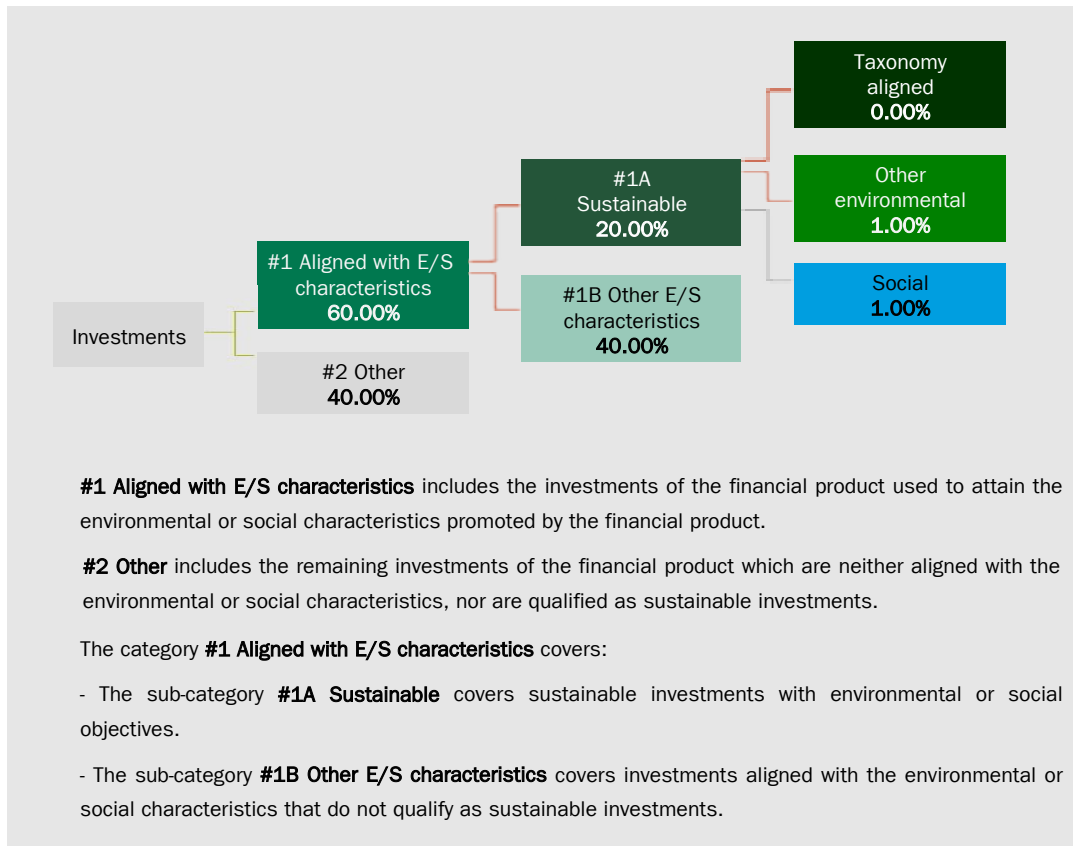 Taxonomy
aligned
0.00%
#1A
Sustainable
20.00%
Other
environmental
1.00%
#1 Aligned with E/S
characteristics
60.00%
#1B Other E/S
characteristics
40.00%
Social
1.00%
Investments
#2 Other
40.00%
#1 Aligned with E/S characteristics includes the investments of the financial product used to attain the
environmental or social characteristics promoted by the financial product.
#2 Other includes the remaining investments of the financial product which are neither aligned with the
environmental or social characteristics, nor are qualified as sustainable investments.
The category #1 Aligned with E/S characteristics covers:
- The sub-category #1A Sustainable covers sustainable investments with environmental or social
objectives.
- The sub-category #1B Other E/S characteristics covers investments aligned with the environmental or
social characteristics that do not qualify as sustainable investments.